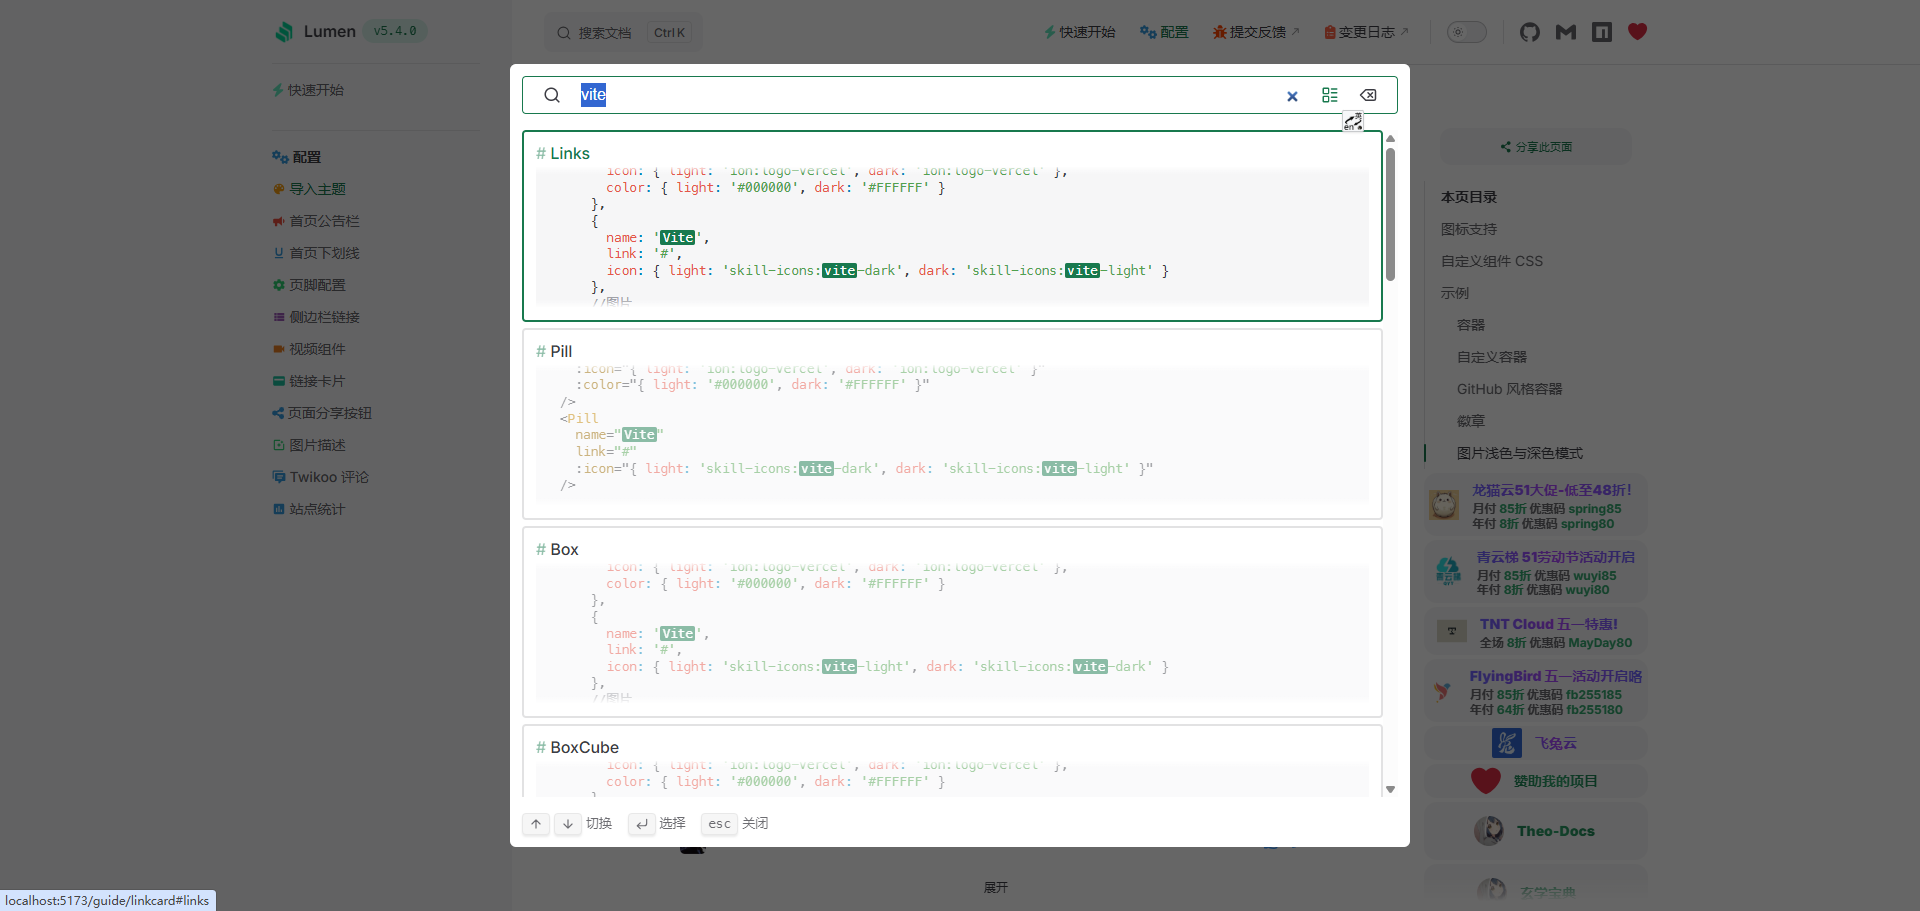 Lumen v5.4.0
搜索文档 Ctrl K
快速开始
配置
提交反馈
变更日志
快速开始
配置
导入主题
首页公告栏
首页下划线
页脚配置
侧边栏链接
视频组件
链接卡片
页面分享按钮
图片描述
Twikoo 评论
站点统计
vite
# Links
icon: { light: 'ion:logo-vercel', dark: 'ion:logo-vercel' },
color: { light: '#000000', dark: '#FFFFFF' }
},
{
name: 'Vite',
link: '#',
icon: { light: 'skill-icons:vite-dark', dark: 'skill-icons:vite-light' }
},
//图片
# Pill
:icon="{ light: 'ion:logo-vercel', dark: 'ion:logo-vercel' }"
:color="{ light: '#000000', dark: '#FFFFFF' }"
/>
<Pill
name="Vite"
link="#"
:icon="{ light: 'skill-icons:vite-dark', dark: 'skill-icons:vite-light' }"
/>
# Box
icon: { light: 'ion:logo-vercel', dark: 'ion:logo-vercel' },
color: { light: '#000000', dark: '#FFFFFF' }
},
{
name: 'Vite',
link: '#',
icon: { light: 'skill-icons:vite-light', dark: 'skill-icons:vite-dark' }
},
//图片
# BoxCube
icon: { light: 'ion:logo-vercel', dark: 'ion:logo-vercel' },
color: { light: '#000000', dark: '#FFFFFF' }
切换 选择 esc 关闭
展开
分享此页面
本页目录
图标支持
自定义组件 CSS
示例
容器
自定义容器
GitHub 风格容器
徽章
图片浅色与深色模式
龙猫云51大促-低至48折!
月付 85折 优惠码 spring85
年付 8折 优惠码 spring80
青云梯 51劳动节活动开启
月付 85折 优惠码 wuyi85
年付 8折 优惠码 wuyi80
TNT Cloud 五一特惠!
全场 8折 优惠码 MayDay80
FlyingBird 五一活动开启咯
月付 85折 优惠码 fb255185
年付 64折 优惠码 fb255180
飞兔云
赞助我的项目
Theo-Docs
玄学宝典
localhost:5173/guide/linkcard#links